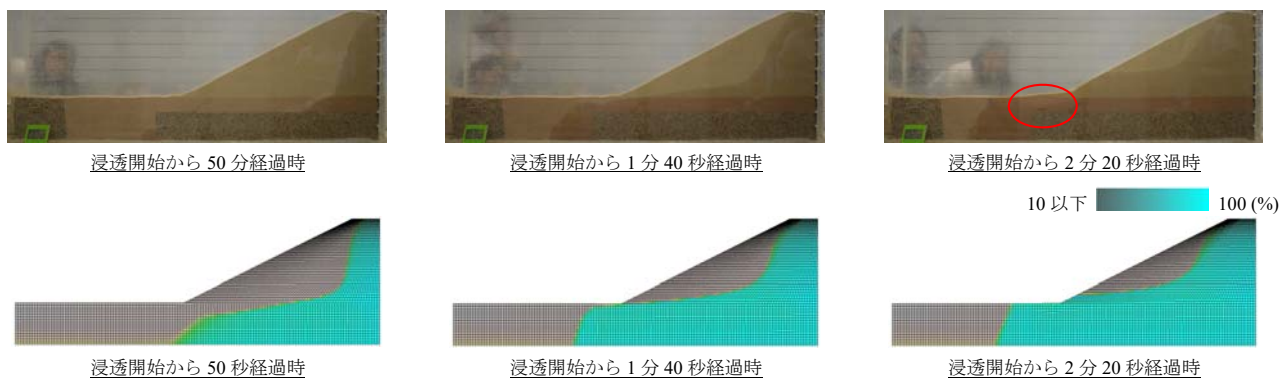 浸透開始から 50 分経過時
浸透開始から 1 分 40 秒経過時
浸透開始から 2 分 20 秒経過時
10 以下
100 (%)
浸透開始から 50 秒経過時
浸透開始から 1 分 40 秒経過時
浸透開始から 2 分 20 秒経過時